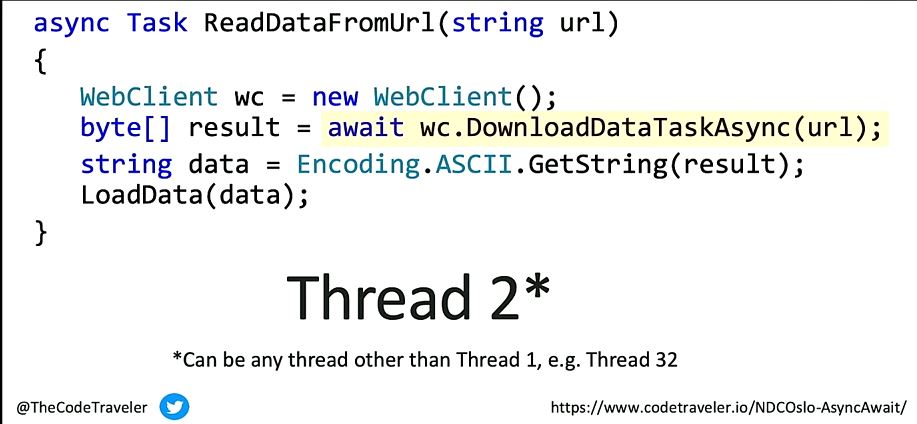 async Task ReadDataFromUrl(string url)
{
WebClient wc = new WebClient();
byte[] result = await wc.DownloadDataTaskAsync(url);
string data = Encoding.ASCII.GetString(result);
LoadData(data);
}
Thread 2*
*Can be any thread other than Thread 1, e.g. Thread 32
@TheCodeTraveler
https://www.codetraveler.io/NDCOslo-AsyncAwait/